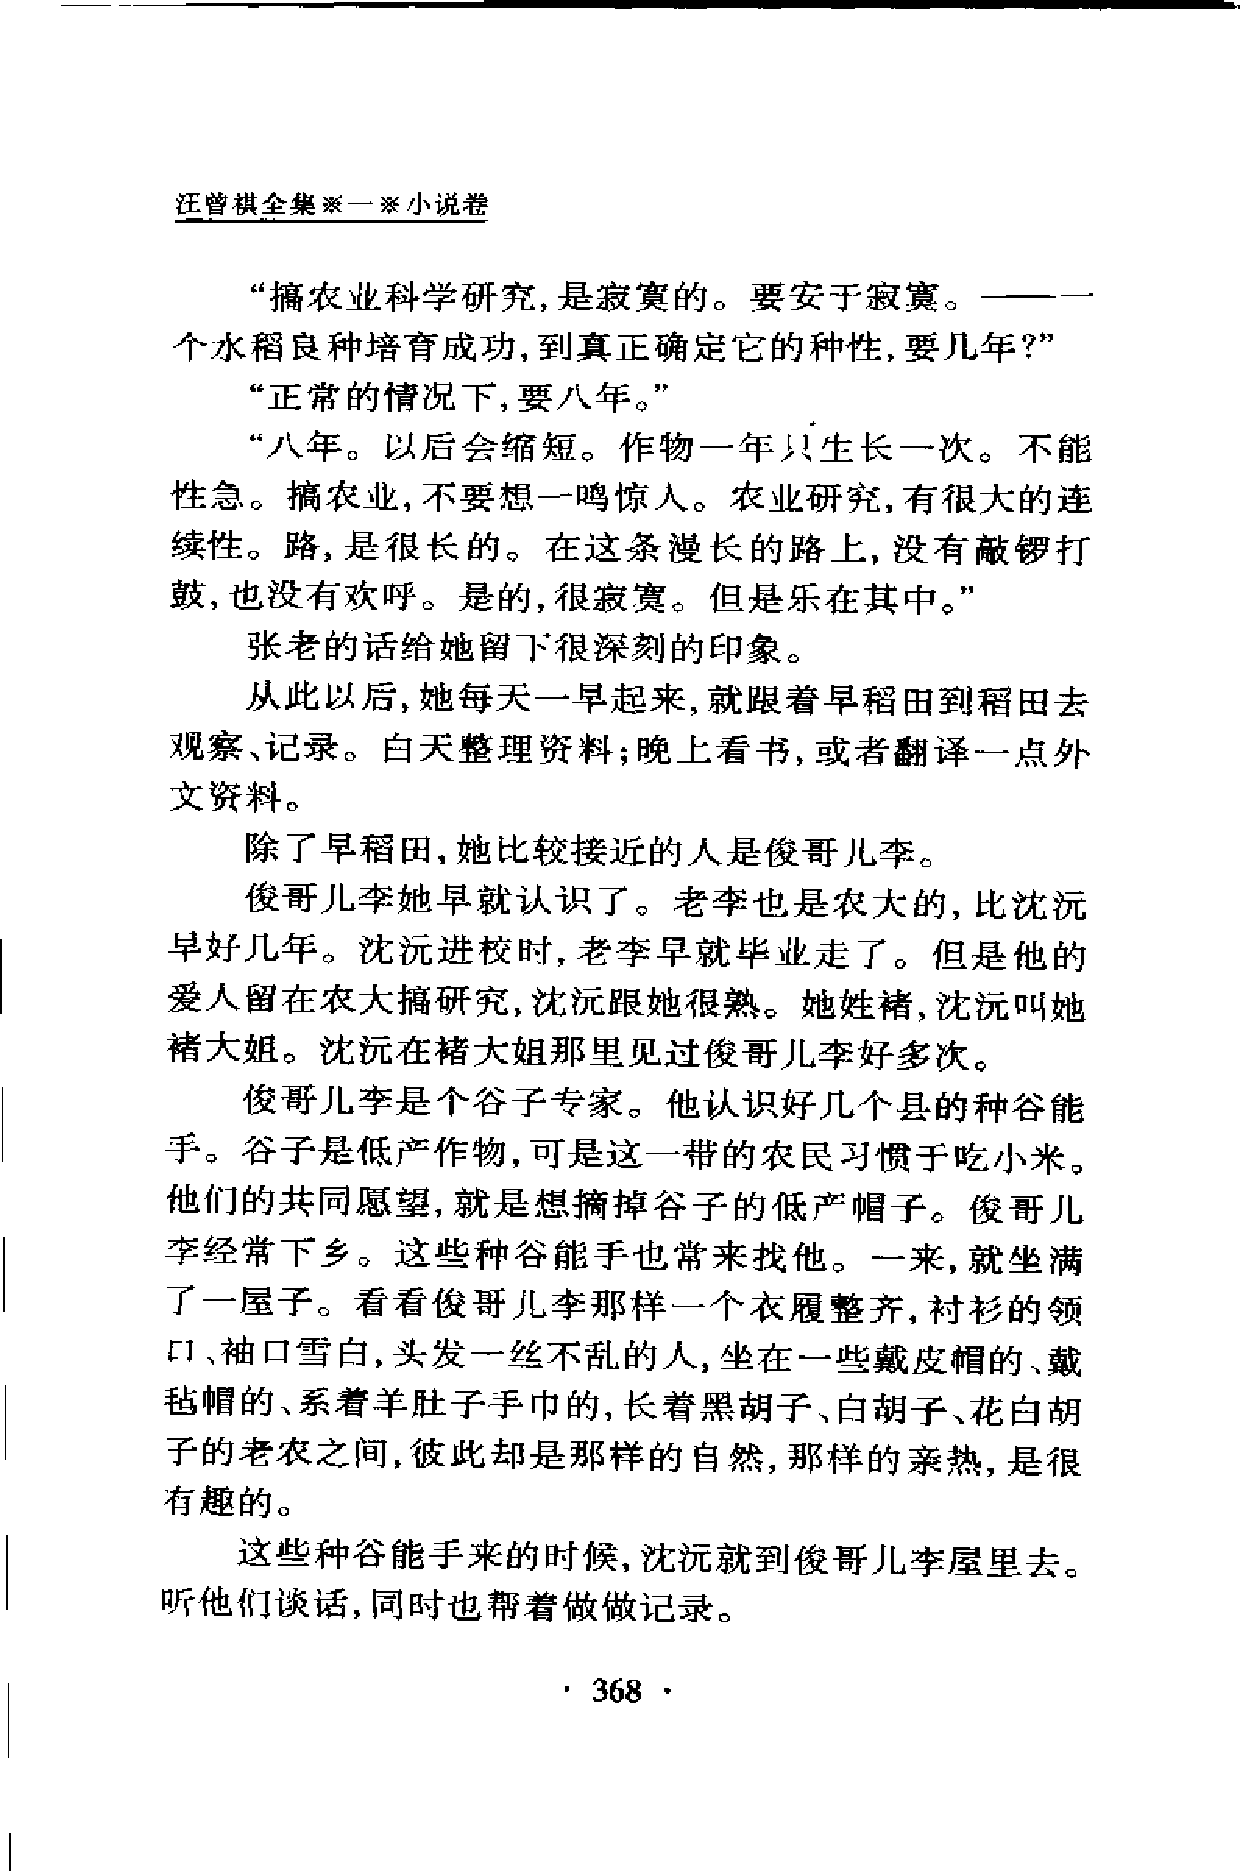 汪曾祺全集※一※小说卷
“搞农业科学研究,是寂寞的。要安于寂寞。——一
个水稻良种培育成功,到真正确定它的种性,要几年?”
“正常的情况下,要八年。”
“八年。以后会缩短。作物一年只生长一次。不能
性急。搞农业,不要想一鸣惊人。农业研究,有很大的连
续性。路,是很长的。在这条漫长的路上,没有敲锣打
鼓,也没有欢呼。是的,很寂寞。但是乐在其中。”
张老的话给她留下很深刻的印象。
从此以后,她每天一早起来,就跟着早稻田到稻田去
观察、记录。白天整理资料;晚上看书,或者翻译一点外
文资料。
除了早稻田,她比较接近的人是俊哥儿李。
俊哥儿李她早就认识了。老李也是农大的,比沈沅
早好几年。沈沅进校时,老李早就毕业走了。但是他的
爱人留在农大搞研究,沈沅跟她很熟。她姓褚,沈沅叫她
褚大姐。沈沅在褚大姐那里见过俊哥儿李好多次。
俊哥儿李是个谷子专家。他认识好几个县的种谷能
手。谷子是低产作物,可是这一带的农民习惯于吃小米。
他们的共同愿望,就是想摘掉谷子的低产帽子。俊哥儿
李经常下乡。这些种谷能手也常来找他。一来,就坐满
了一屋子。看看俊哥儿李那样一个衣履整齐,衬衫的领
口、袖口雪白,头发一丝不乱的人,坐在一些戴皮帽的、戴
毡帽的、系着羊肚子手巾的,长着黑胡子、白胡子、花白胡
子的老农之间,彼此却是那样的自然,那样的亲热,是很
有趣的。
这些种谷能手来的时候,沈沅就到俊哥儿李屋里去。
听他们谈话,同时也帮着做做记录。
· 368 ·